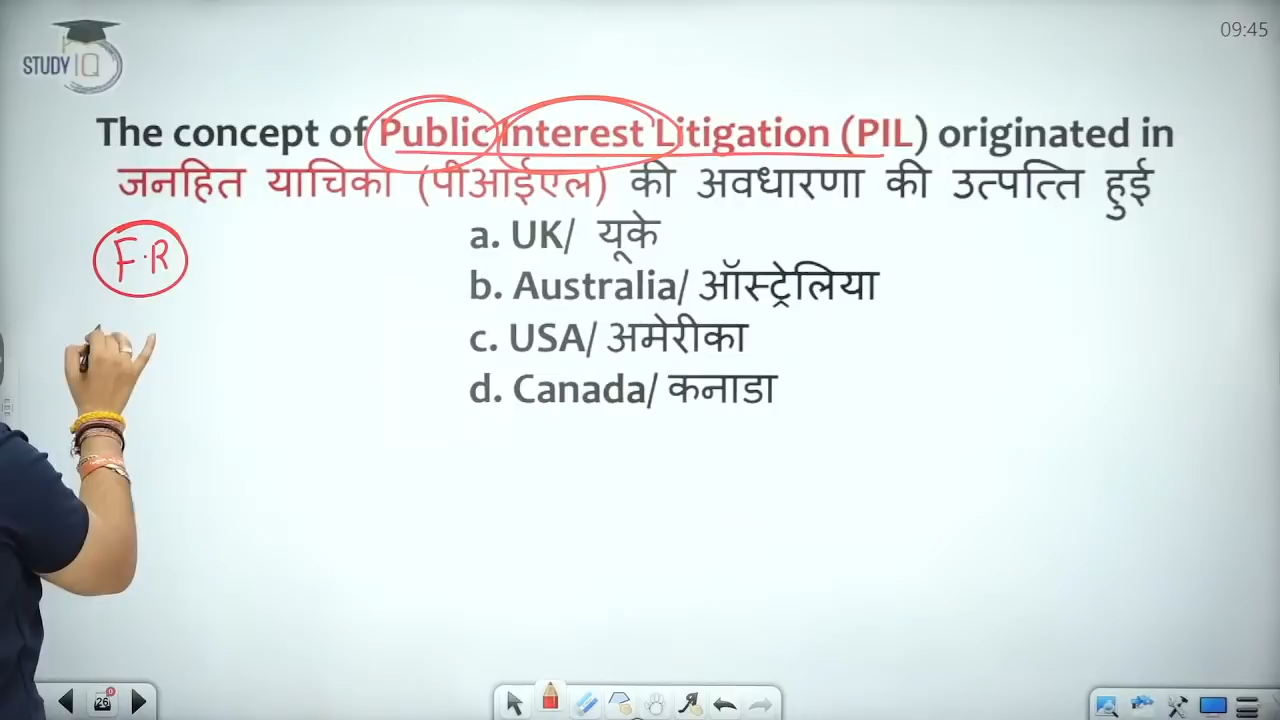 STUDY IQ
09:45
The concept of Public Interest Litigation (PIL) originated in
जनहित याचिका (पीआईएल) की अवधारणा की उत्पत्ति हुई
F.R
a. UK/ यूके
b. Australia/ ऑस्ट्रेलिया
c. USA/ अमेरीका
d. Canada/ कनाडा
26